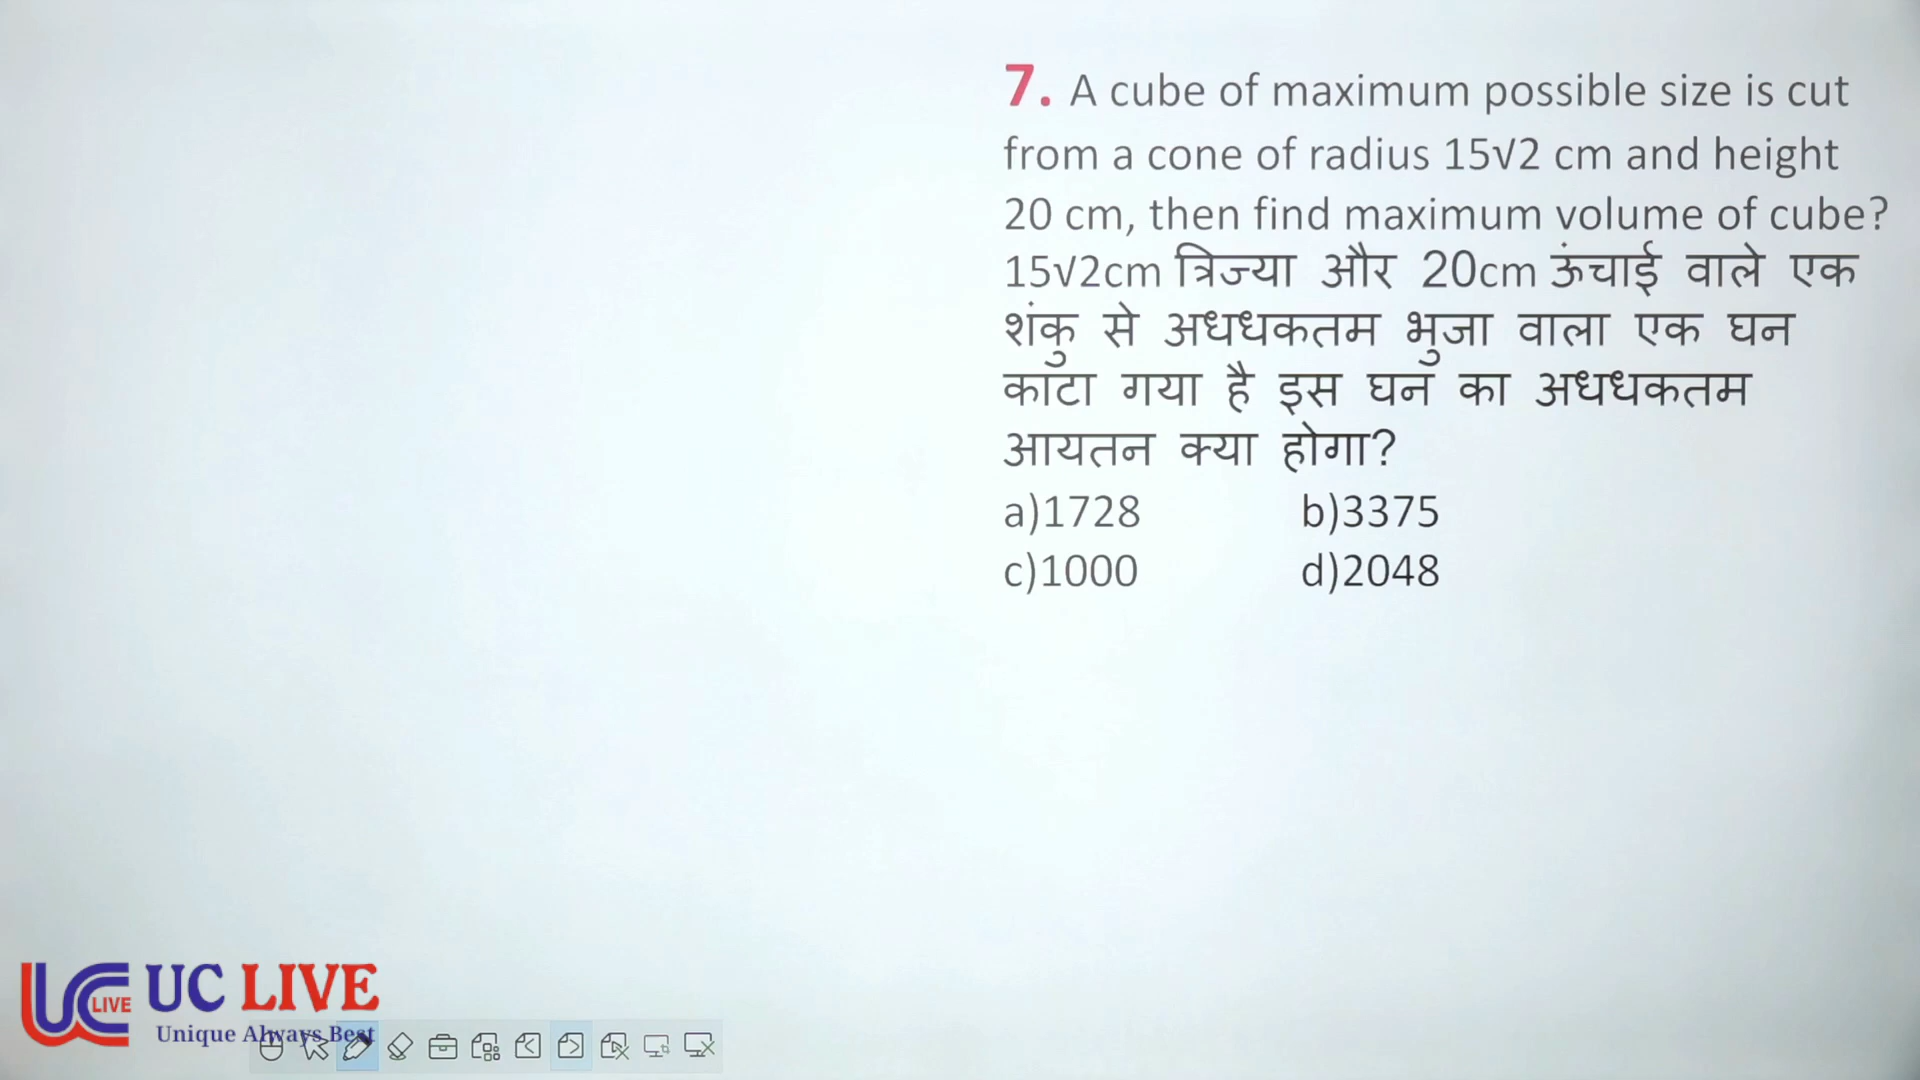 7. A cube of maximum possible size is cut
from a cone of radius 15√2 cm and height
20 cm, then find maximum volume of cube?
15√2cm त्रिज्या और 20cm ऊंचाई वाले एक
शंकु से अधधकतम भुजा वाला एक घन
काटा गया है इस घन का अधधकतम
आयतन क्या होगा?
a)1728 b)3375
c)1000 d)2048
LIVE UC LIVE
Unique Always Best